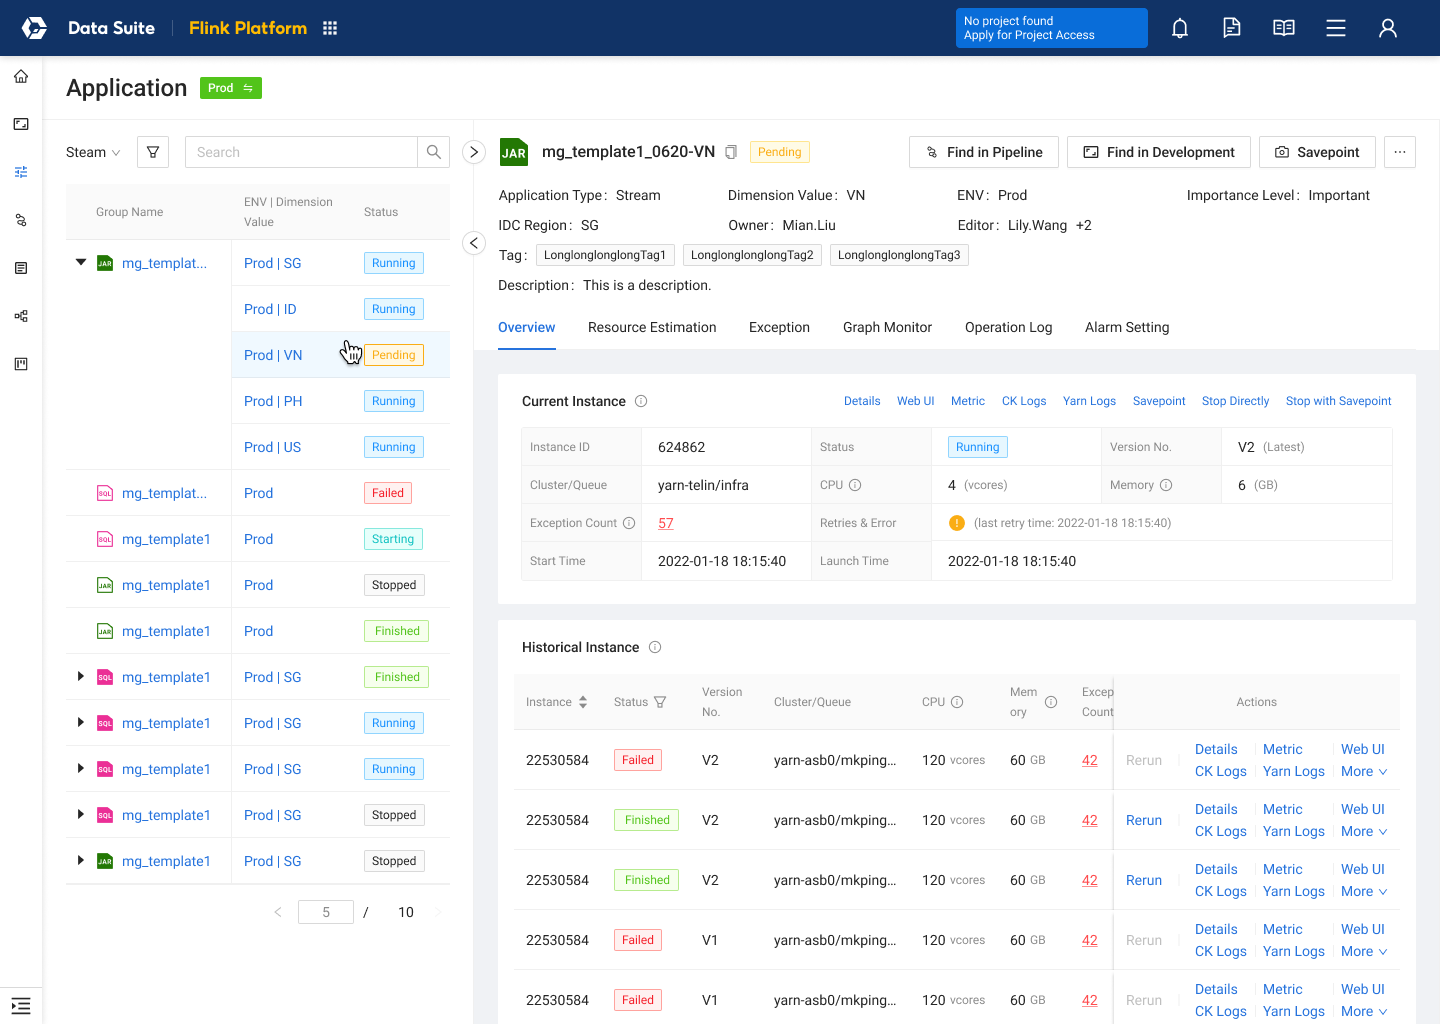 Data Suite
Flink Platform
No project found
Apply for Project Access
Application
Prod
Steam
Search
Group Name
ENV | Dimension
Value
Status
JAR mg_templat... Prod | SG Running
Prod | ID Running
Prod | VN Pending
Prod | PH Running
Prod | US Running
SQL mg_templat... Prod Failed
SQL mg_template1 Prod Starting
JAR mg_template1 Prod Stopped
JAR mg_template1 Prod Finished
SQL mg_template1 Prod | SG Finished
SQL mg_template1 Prod | SG Running
SQL mg_template1 Prod | SG Running
SQL mg_template1 Prod | SG Stopped
JAR mg_template1 Prod | SG Stopped
< 5 / 10
JAR mg_template1_0620-VN Pending
Find in Pipeline
Find in Development
Savepoint
...
Application Type : Stream Dimension Value : VN ENV : Prod Importance Level : Important
IDC Region : SG Owner : Mian.Liu Editor : Lily.Wang +2
Tag : LonglonglonglongTag1 LonglonglonglongTag2 LonglonglonglongTag3
Description : This is a description.
Overview Resource Estimation Exception Graph Monitor Operation Log Alarm Setting
Current Instance
Details Web UI Metric CK Logs Yarn Logs Savepoint Stop Directly Stop with Savepoint
Instance ID 624862 Status Running Version No. V2 (Latest)
Cluster/Queue yarn-telin/infra CPU 4 (vcores) Memory 6 (GB)
Exception Count 57 Retries & Error (last retry time: 2022-01-18 18:15:40)
Start Time 2022-01-18 18:15:40 Launch Time 2022-01-18 18:15:40
Historical Instance
Instance
Status
Version
No.
Cluster/Queue
CPU
Mem
ory
Excep
Count
Actions
22530584 Failed V2 yarn-asb0/mkping... 120 vcores 60 GB 42 Rerun
Details Metric Web UI
CK Logs Yarn Logs More
22530584 Finished V2 yarn-asb0/mkping... 120 vcores 60 GB 42 Rerun
Details Metric Web UI
CK Logs Yarn Logs More
22530584 Finished V2 yarn-asb0/mkping... 120 vcores 60 GB 42 Rerun
Details Metric Web UI
CK Logs Yarn Logs More
22530584 Failed V1 yarn-asb0/mkping... 120 vcores 60 GB 42 Rerun
Details Metric Web UI
CK Logs Yarn Logs More
22530584 Failed V1 yarn-asb0/mkping... 120 vcores 60 GB 42 Rerun
Details Metric Web UI
CK Logs Yarn Logs More